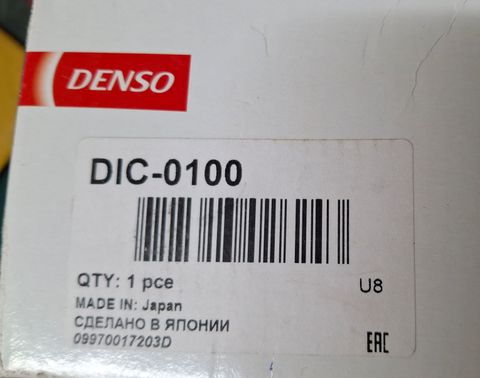 DENSO
DIC-0100
QTY: 1 pce
U8
MADE IN: Japan
СДЕЛАНО В ЯПОНИИ
09970017203D
EAC